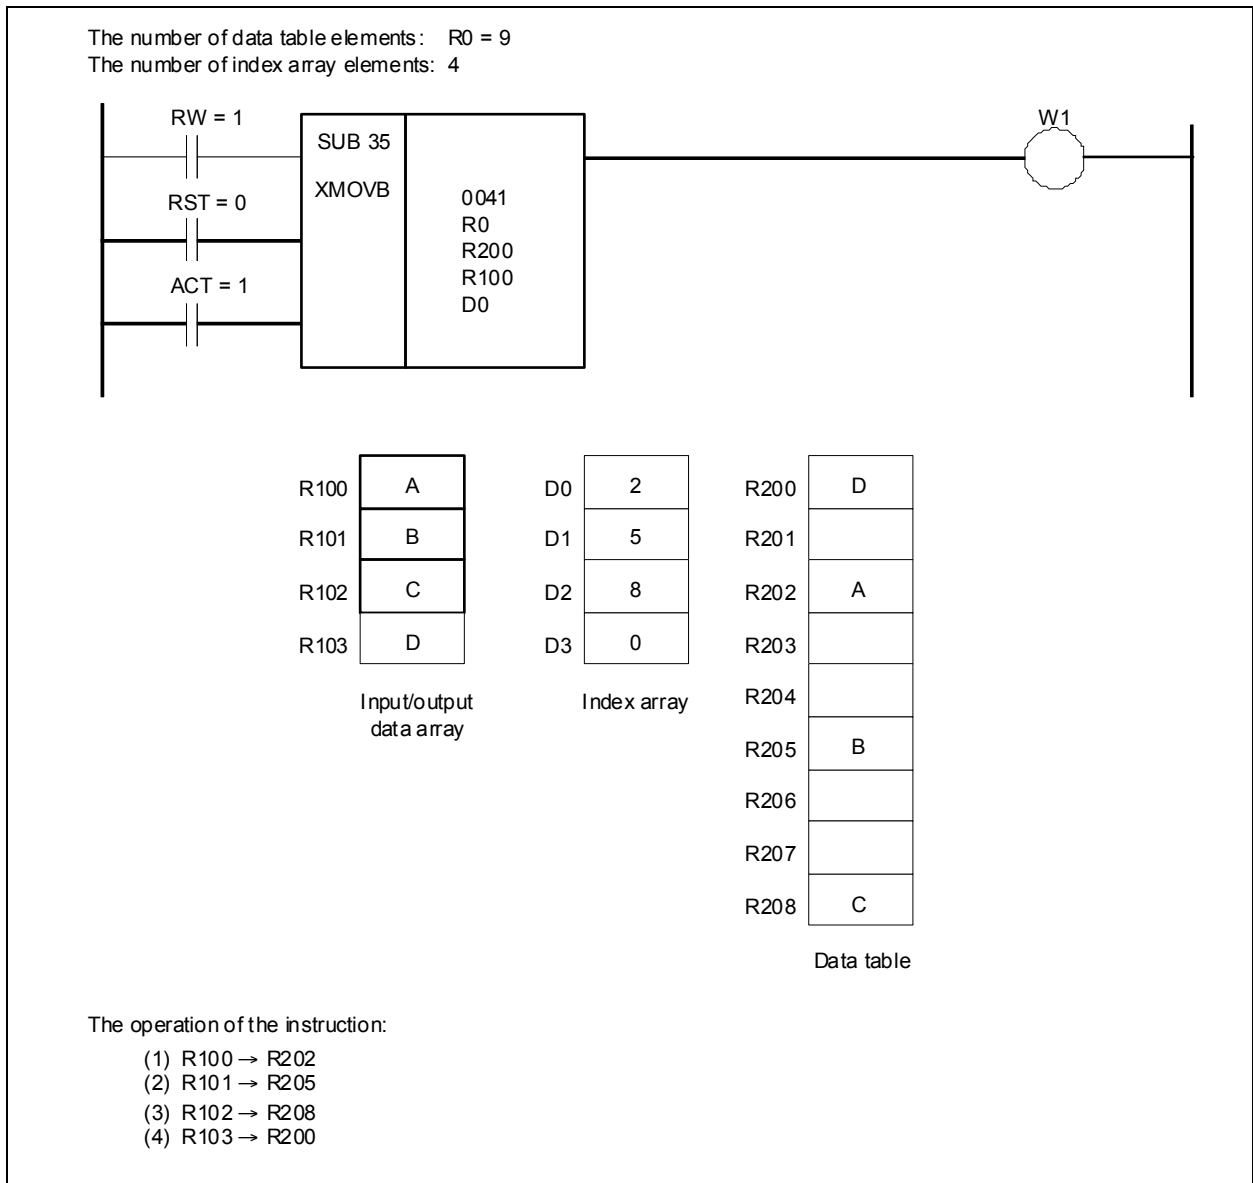 The number of data table elements: R0 = 9
The number of index array elements: 4
RW = 1
W1
SUB 35
XMOVB
RST = 0
ACT = 1
0041
R0
R200
R100
D0
R100 A
R101 B
R102 C
R103 D
Input/output
data array
D0 2
D1 5
D2 8
D3 0
Index array
R200 D
R201
R202 A
R203
R204
R205 B
R206
R207
R208 C
Data table
The operation of the instruction:
(1) R100 → R202
(2) R101 → R205
(3) R102 → R208
(4) R103 → R200